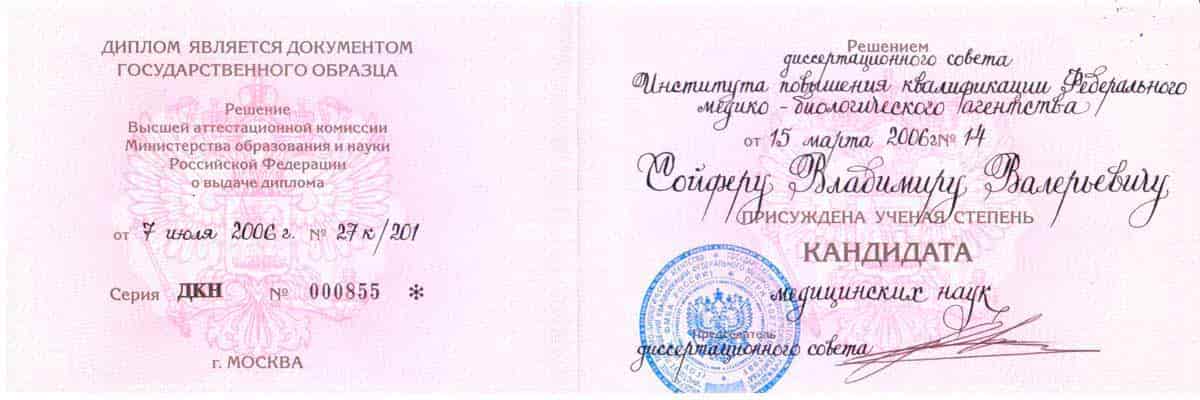 ДИПЛОМ ЯВЛЯЕТСЯ ДОКУМЕНТОМ
ГОСУДАРСТВЕННОГО ОБРАЗЦА
Решение
Высшей аттестационной комиссии
Министерства образования и науки
Российской Федерации
о выдаче диплома
от 7 июля 2006 г. № 27к/201
Серия ДКН № 000855 *
г. МОСКВА
Решением
диссертационного совета
Института повышения квалификации Федерального
медико-биологического агентства
от 15 марта 2006г № 14
Сойферу Владимиру Валерьевичу
ПРИСУЖДЕНА УЧЕНАЯ СТЕПЕНЬ
КАНДИДАТА
медицинских наук
Председатель
диссертационного совета